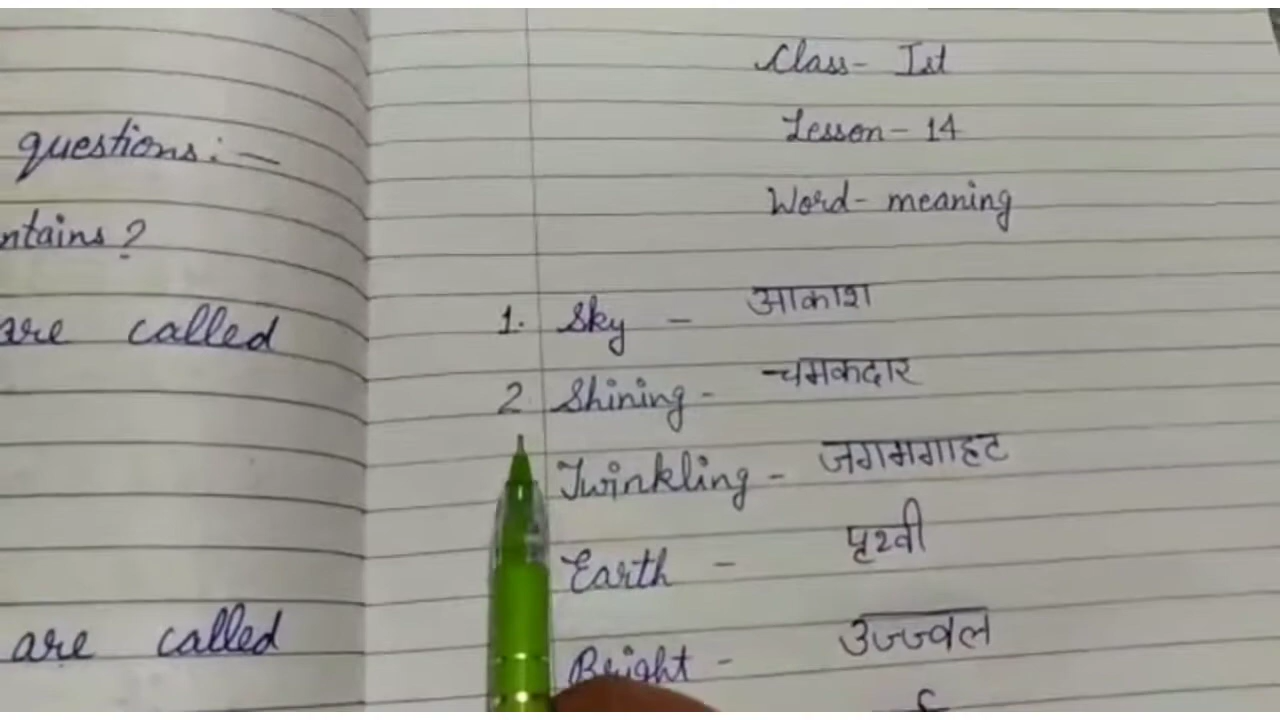 questions:—
ntains?
are called
are called
Class- Ist
Lesson- 14
Word- meaning
1. Sky - आकाश
2 Shining- चमकदार
Twinkling - जगमगाहट
Earth - पृथ्वी
Bright - उज्ज्वल